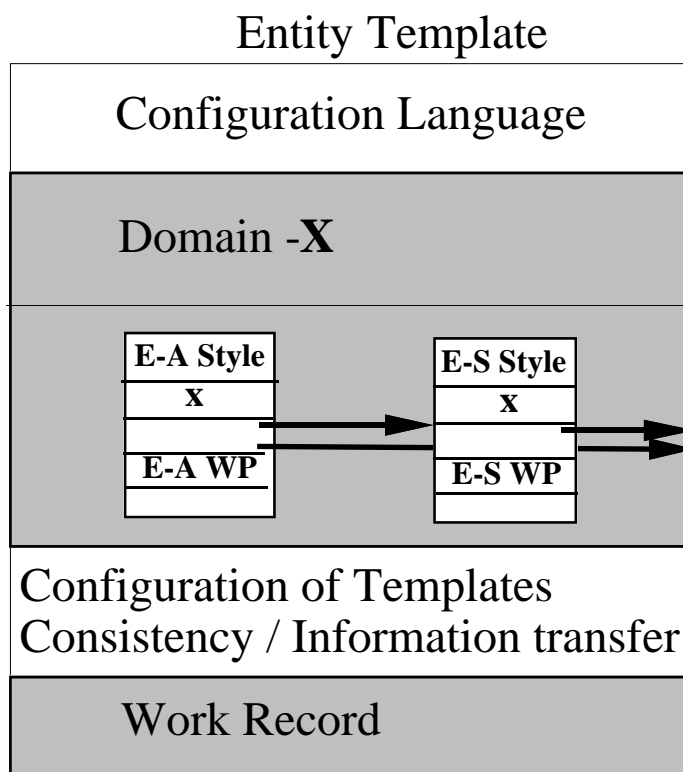 Entity Template
Configuration Language
Domain -X
E-A Style
x
E-A WP
E-S Style
x
E-S WP
Configuration of Templates
Consistency / Information transfer
Work Record